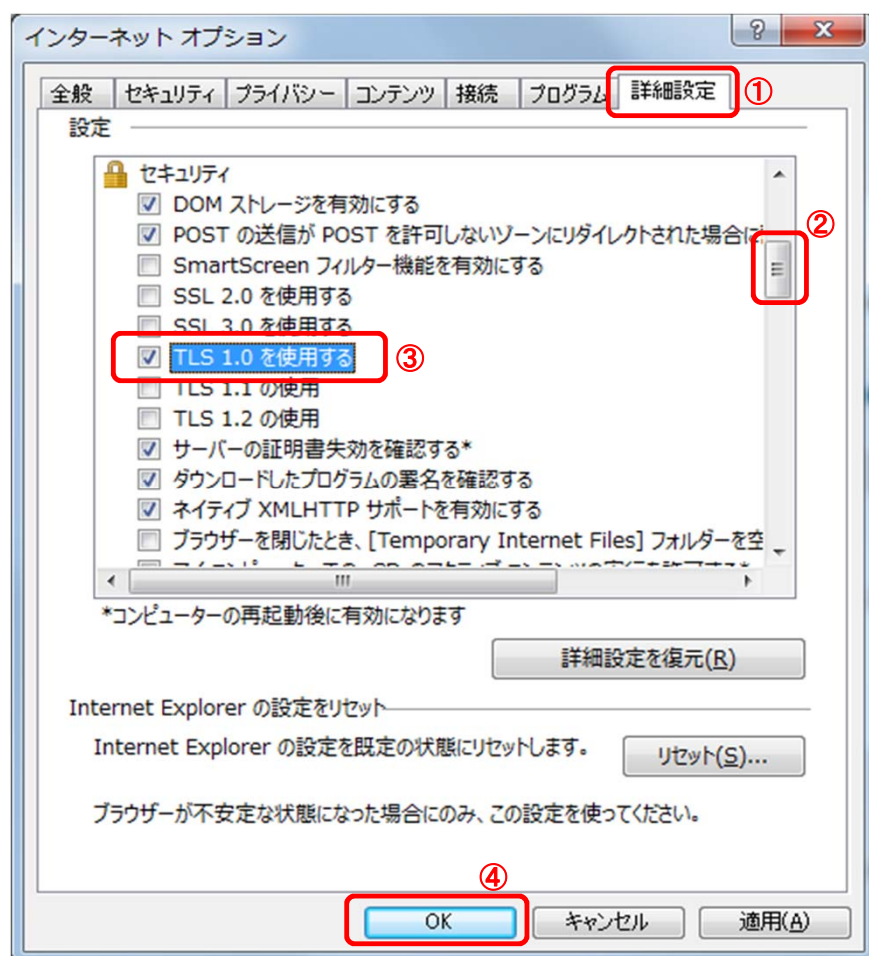 インターネット オプション
全般 セキュリティ プライバシー コンテンツ 接続 プログラム 詳細設定 ①
設定
セキュリティ
DOM ストレージを有効にする
POST の送信が POST を許可しないゾーンにリダイレクトされた場合に ②
SmartScreen フィルター機能を有効にする
SSL 2.0 を使用する
SSL 3.0 を使用する
TLS 1.0 を使用する ③
TLS 1.1 の使用
TLS 1.2 の使用
サーバーの証明書失効を確認する*
ダウンロードしたプログラムの署名を確認する
ネイティブ XMLHTTP サポートを有効にする
ブラウザーを閉じたとき、[Temporary Internet Files] フォルダーを空
*コンピューターの再起動後に有効になります
詳細設定を復元(R)
Internet Explorer の設定をリセット
Internet Explorer の設定を既定の状態にリセットします。 リセット(S)...
ブラウザーが不安定な状態になった場合にのみ、この設定を使ってください。
④
OK キャンセル 適用(A)